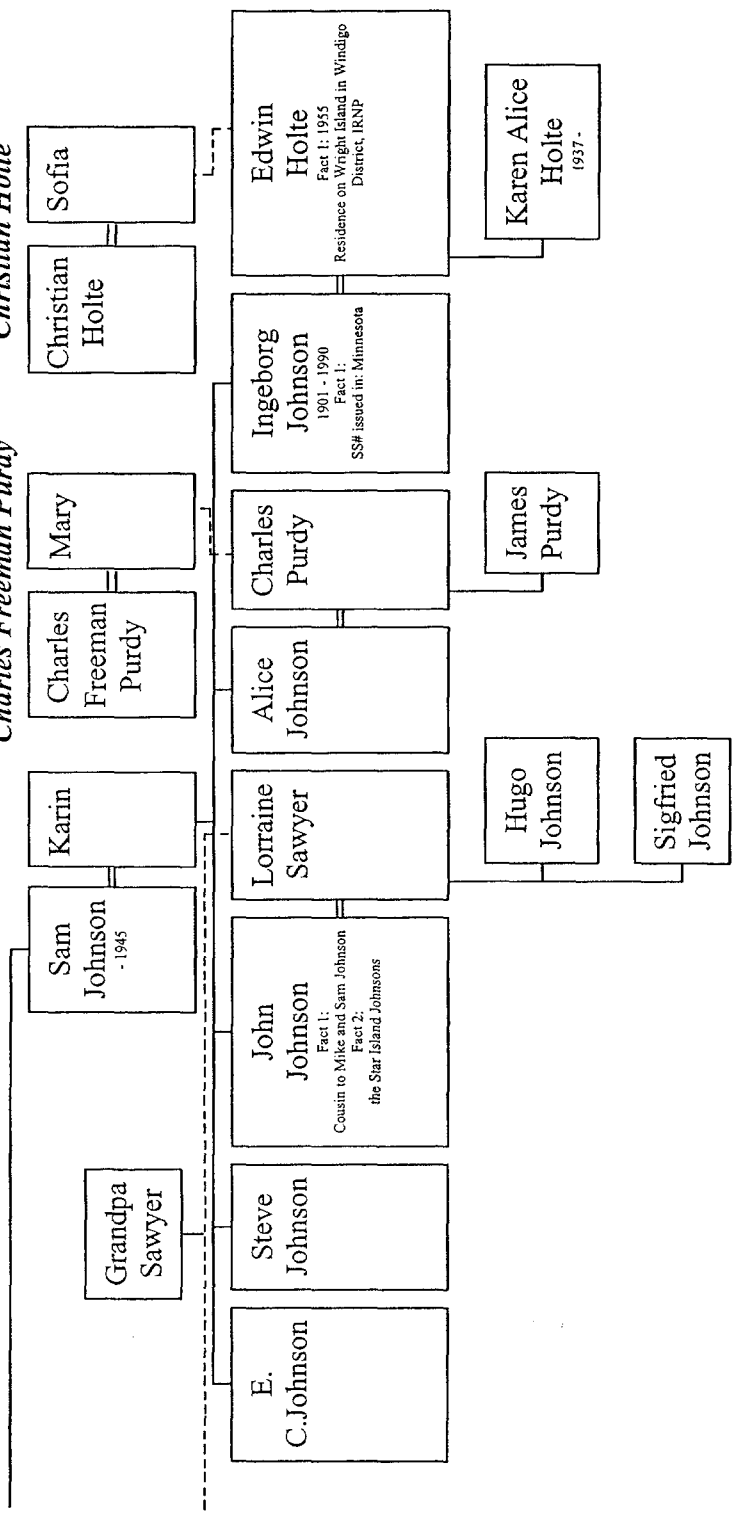 Charles Freeman Purdy
Christian Holte
Grandpa
Sawyer
Sam
Johnson
- 1945
Karin
Charles
Freeman
Purdy
Mary
Christian
Holte
Sofia
E.
C.Johnson
Steve
Johnson
John
Johnson
Fact 1:
Cousin to Mike and Sam Johnson
Fact 2:
the Star Island Johnsons
Lorraine
Sawyer
Alice
Johnson
Charles
Purdy
Ingeborg
Johnson
1901 - 1990
Fact 1:
SS# issued in: Minnesota
Edwin
Holte
Fact 1: 1955
Residence on Wright Island in Windigo
District, IRNP
Hugo
Johnson
James
Purdy
Karen Alice
Holte
1937 -
Sigfried
Johnson